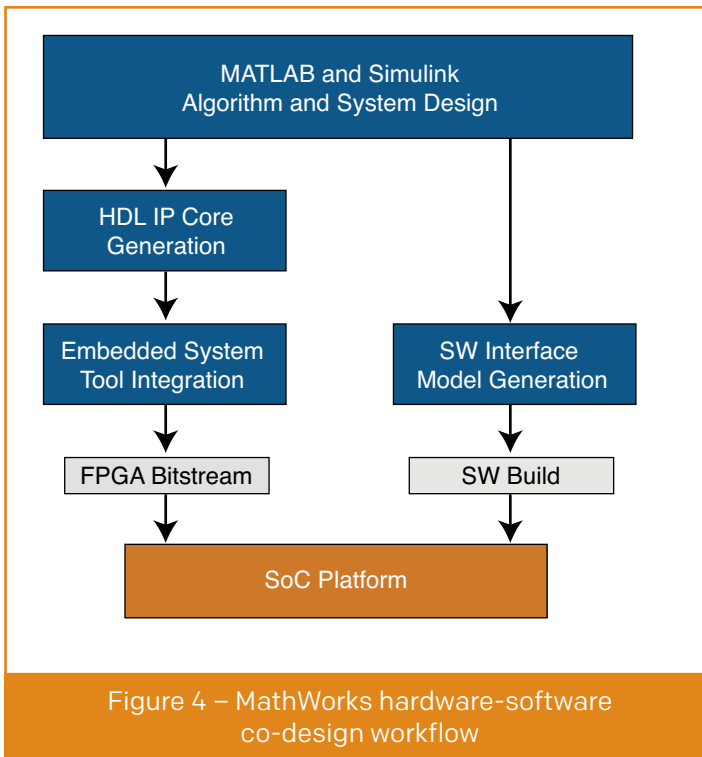 MATLAB and Simulink
Algorithm and System Design
HDL IP Core
Generation
Embedded System
Tool Integration
SW Interface
Model Generation
FPGA Bitstream
SW Build
SoC Platform
Figure 4 – MathWorks hardware-software
co-design workflow